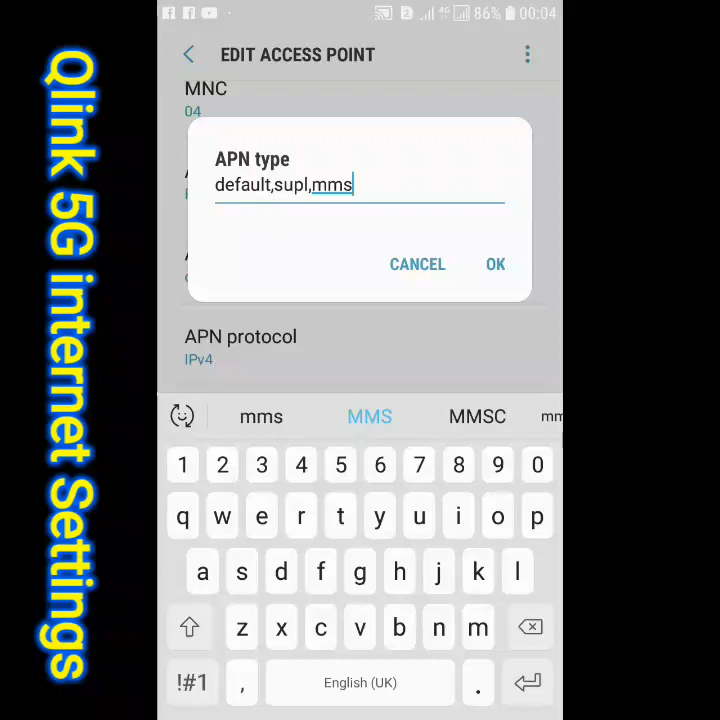 Qlink 5G internet Settings
2 4G 86% 00:04
EDIT ACCESS POINT
MNC
04
APN type
default,supl,mms
CANCEL OK
APN protocol
IPv4
mms MMS MMSC mm
1 2 3 4 5 6 7 8 9 0
q w e r t y u i o p
a s d f g h j k l
z x c v b n m
!#1 , English (UK) .